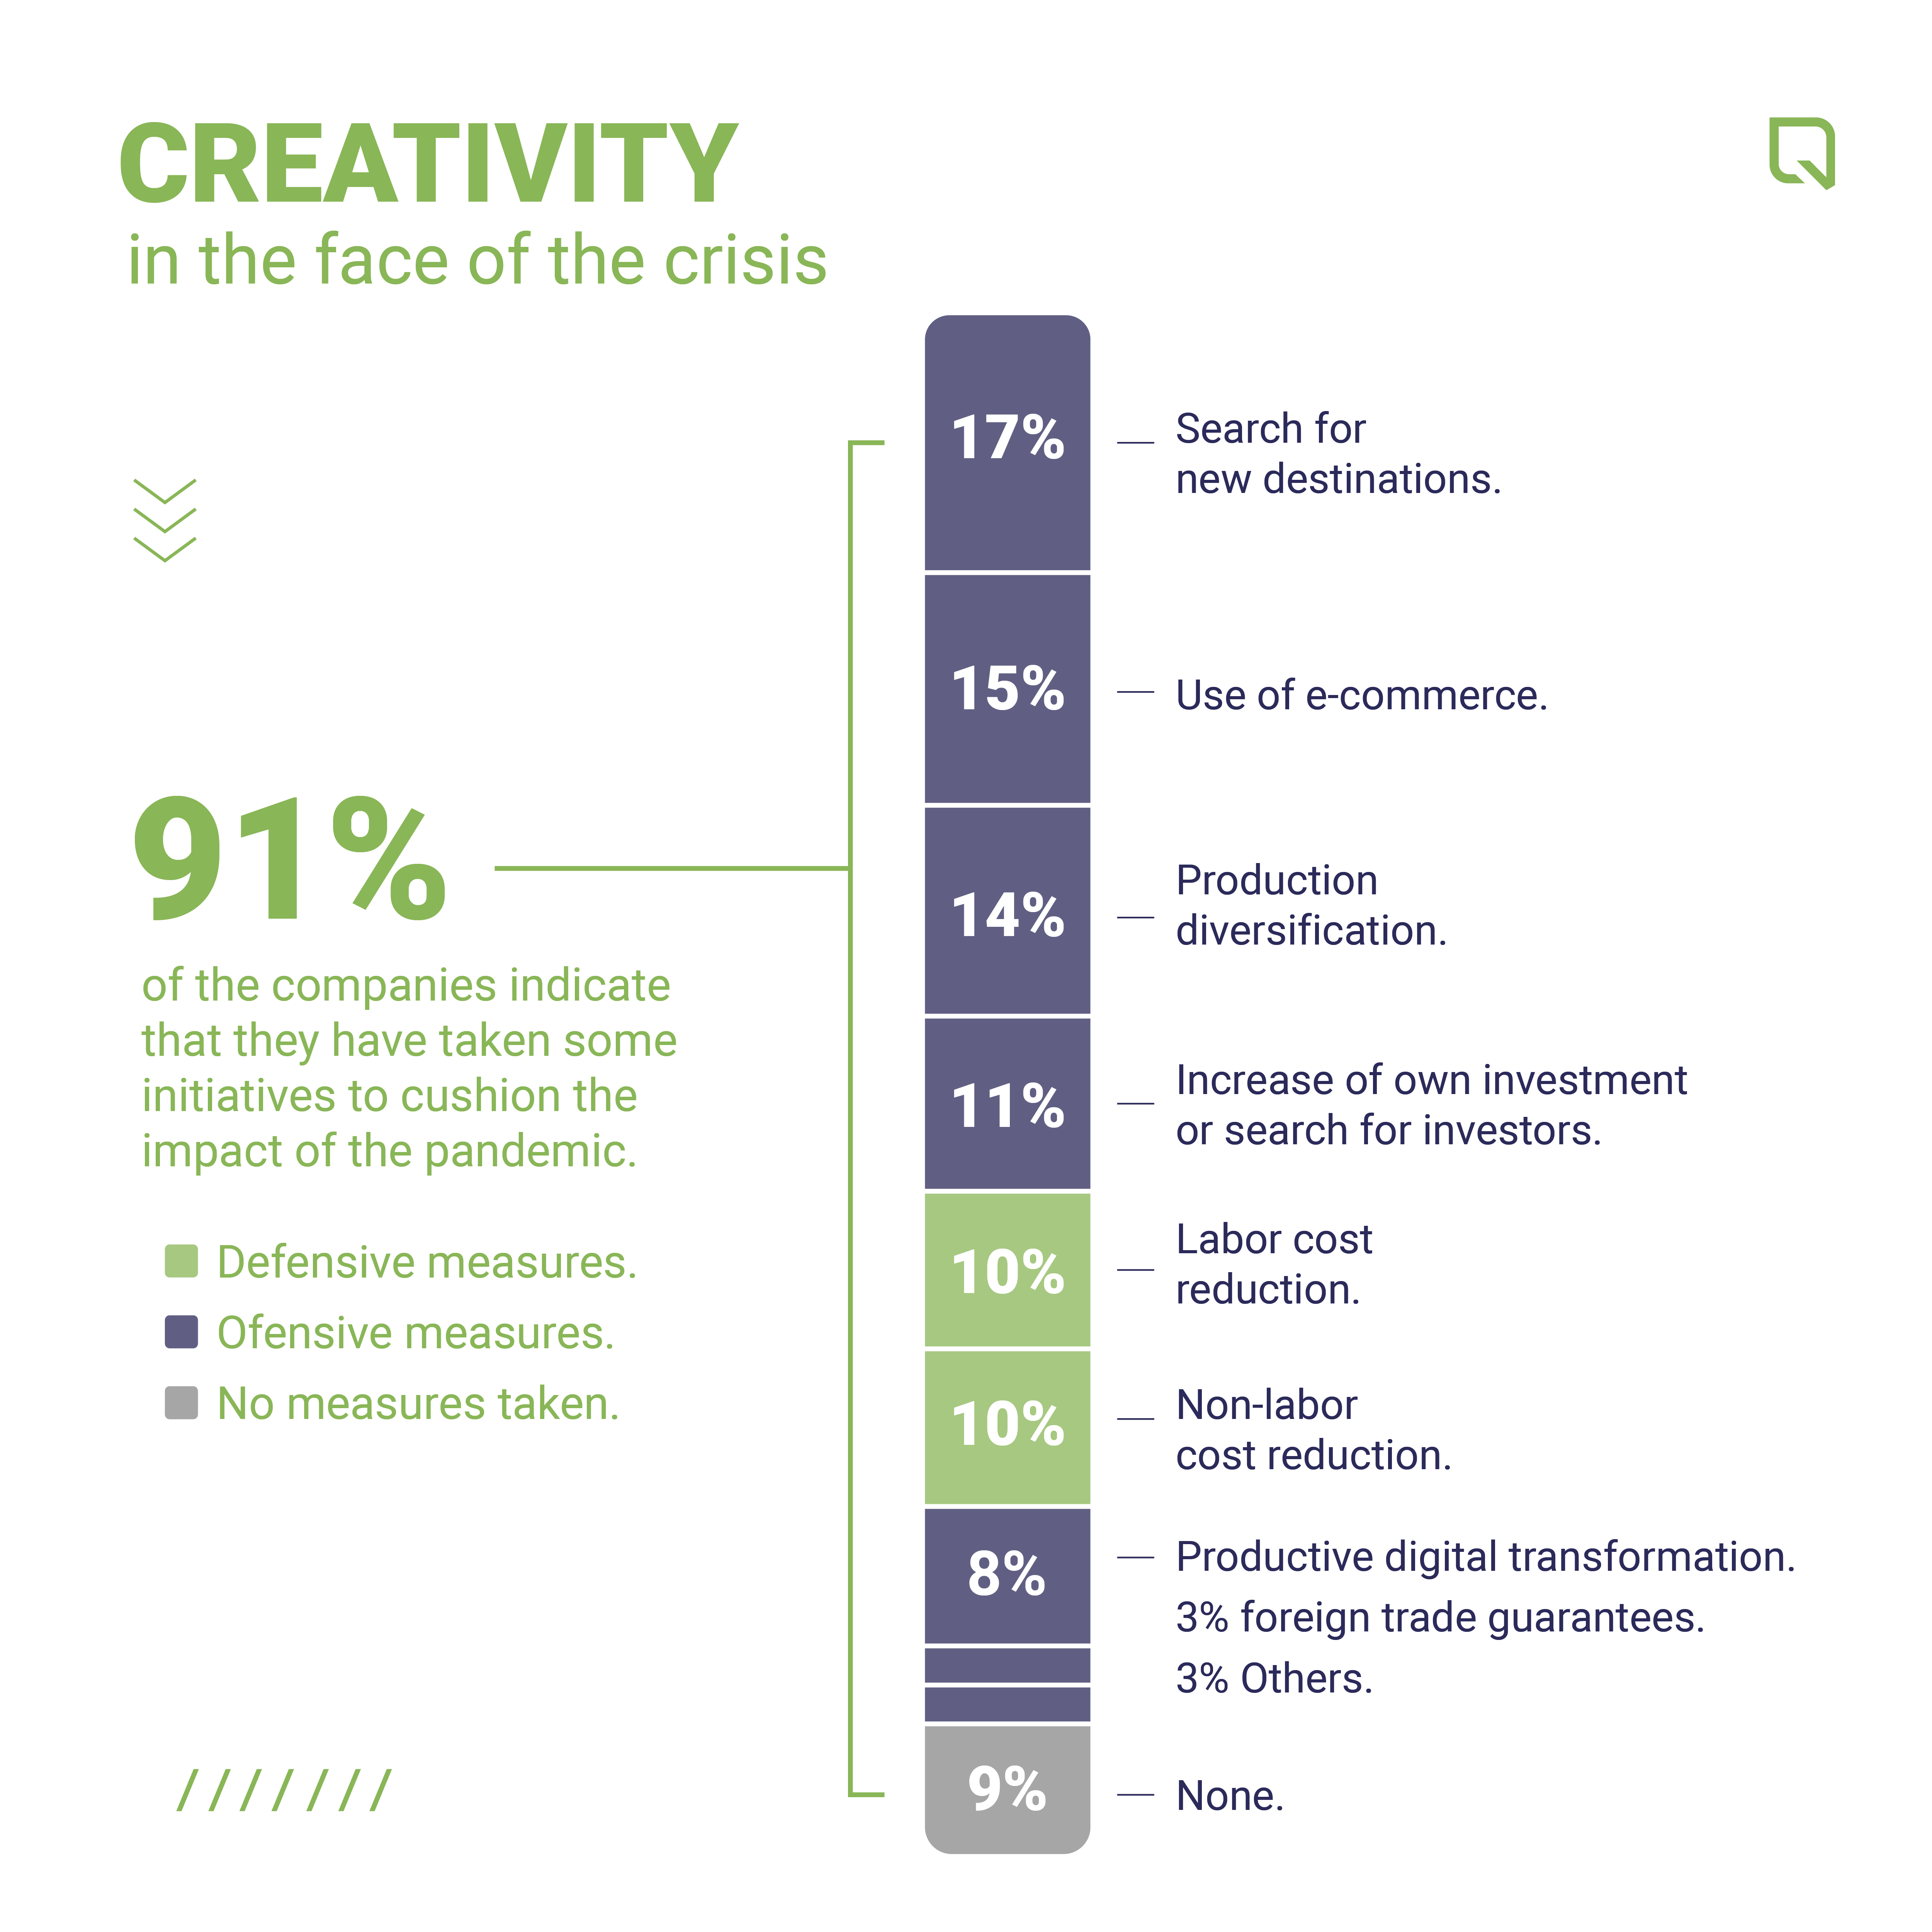 CREATIVITY
in the face of the crisis
91%
of the companies indicate
that they have taken some
initiatives to cushion the
impact of the pandemic.
Defensive measures.
Ofensive measures.
No measures taken.
17%
Search for
new destinations.
15%
Use of e-commerce.
14%
Production
diversification.
11%
Increase of own investment
or search for investors.
10%
Labor cost
reduction.
10%
Non-labor
cost reduction.
8%
Productive digital transformation.
3% foreign trade guarantees.
3% Others.
9%
None.